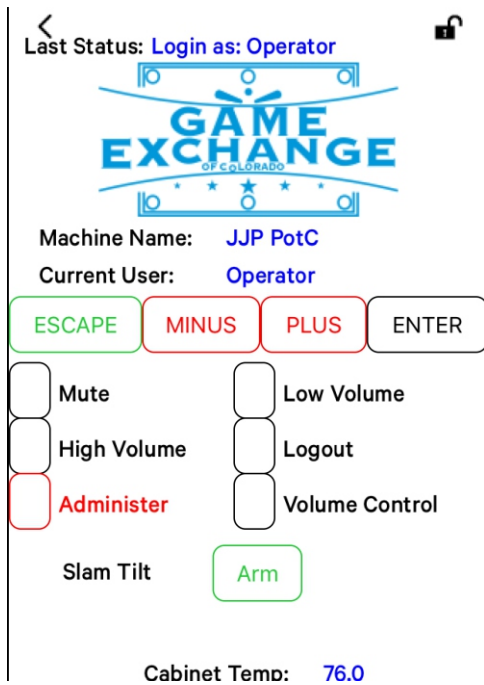 Last Status: Login as: Operator
GAME
EXCHANGE
OF COLORADO
Machine Name: JJP PotC
Current User: Operator
ESCAPE MINUS PLUS ENTER
Mute Low Volume
High Volume Logout
Administer Volume Control
Slam Tilt Arm
Cabinet Temp: 76.0